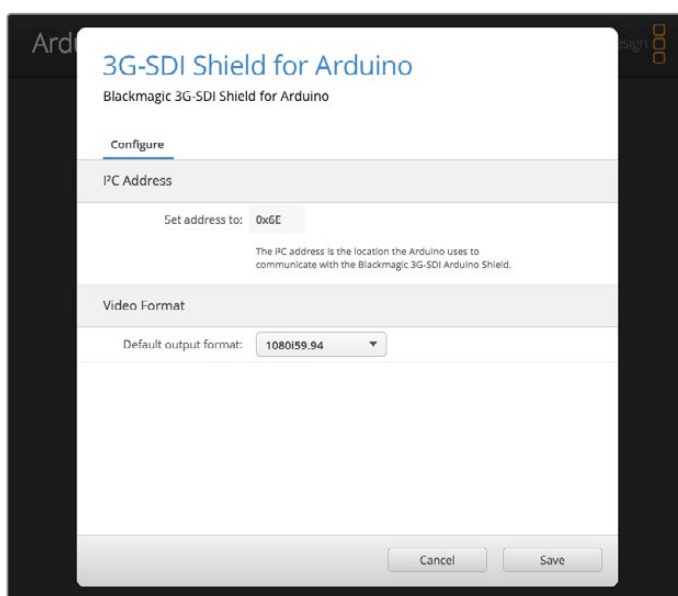 Ardu
esign
3G-SDI Shield for Arduino
Blackmagic 3G-SDI Shield for Arduino
Configure
I²C Address
Set address to: 0x6E
The I²C address is the location the Arduino uses to
communicate with the Blackmagic 3G-SDI Arduino Shield.
Video Format
Default output format: 1080i59.94
Cancel Save